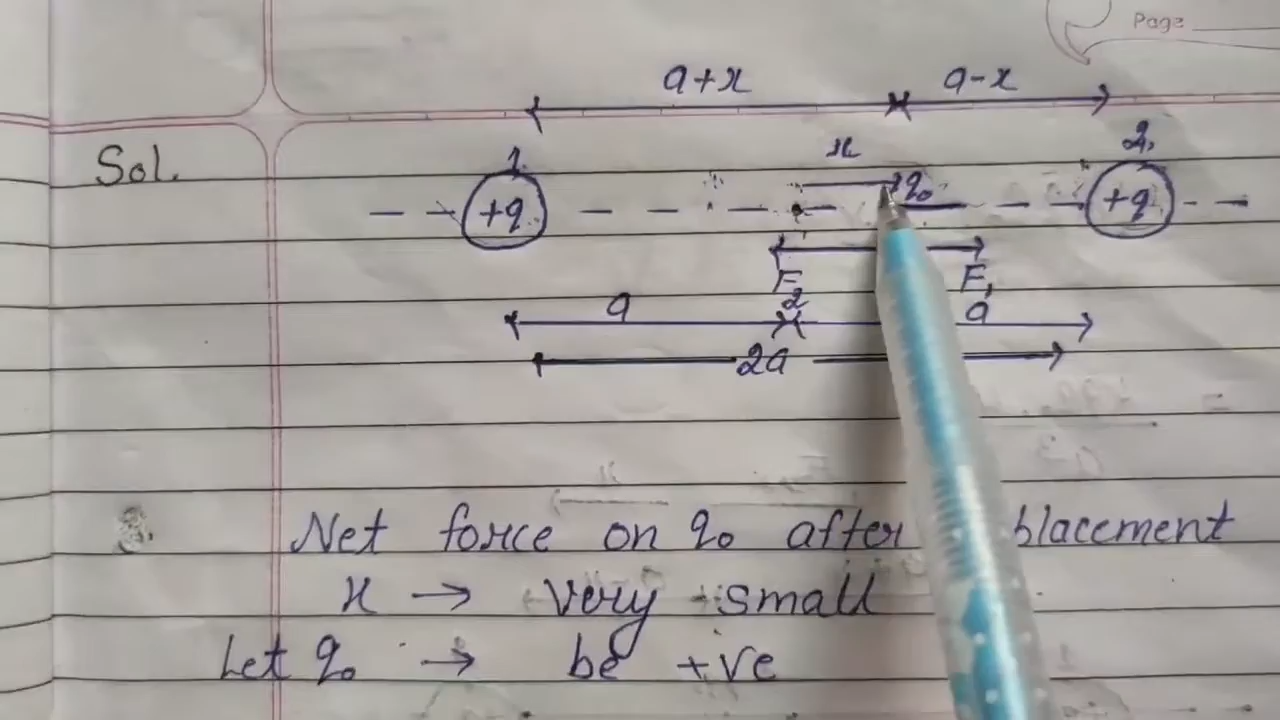 Page
a+x a-x
Sol. 1. x 2.
+q q₀ +q
F₂ F₁
a a
2a
Net force on q₀ after placement
x → very small
Let q₀ → be +ve